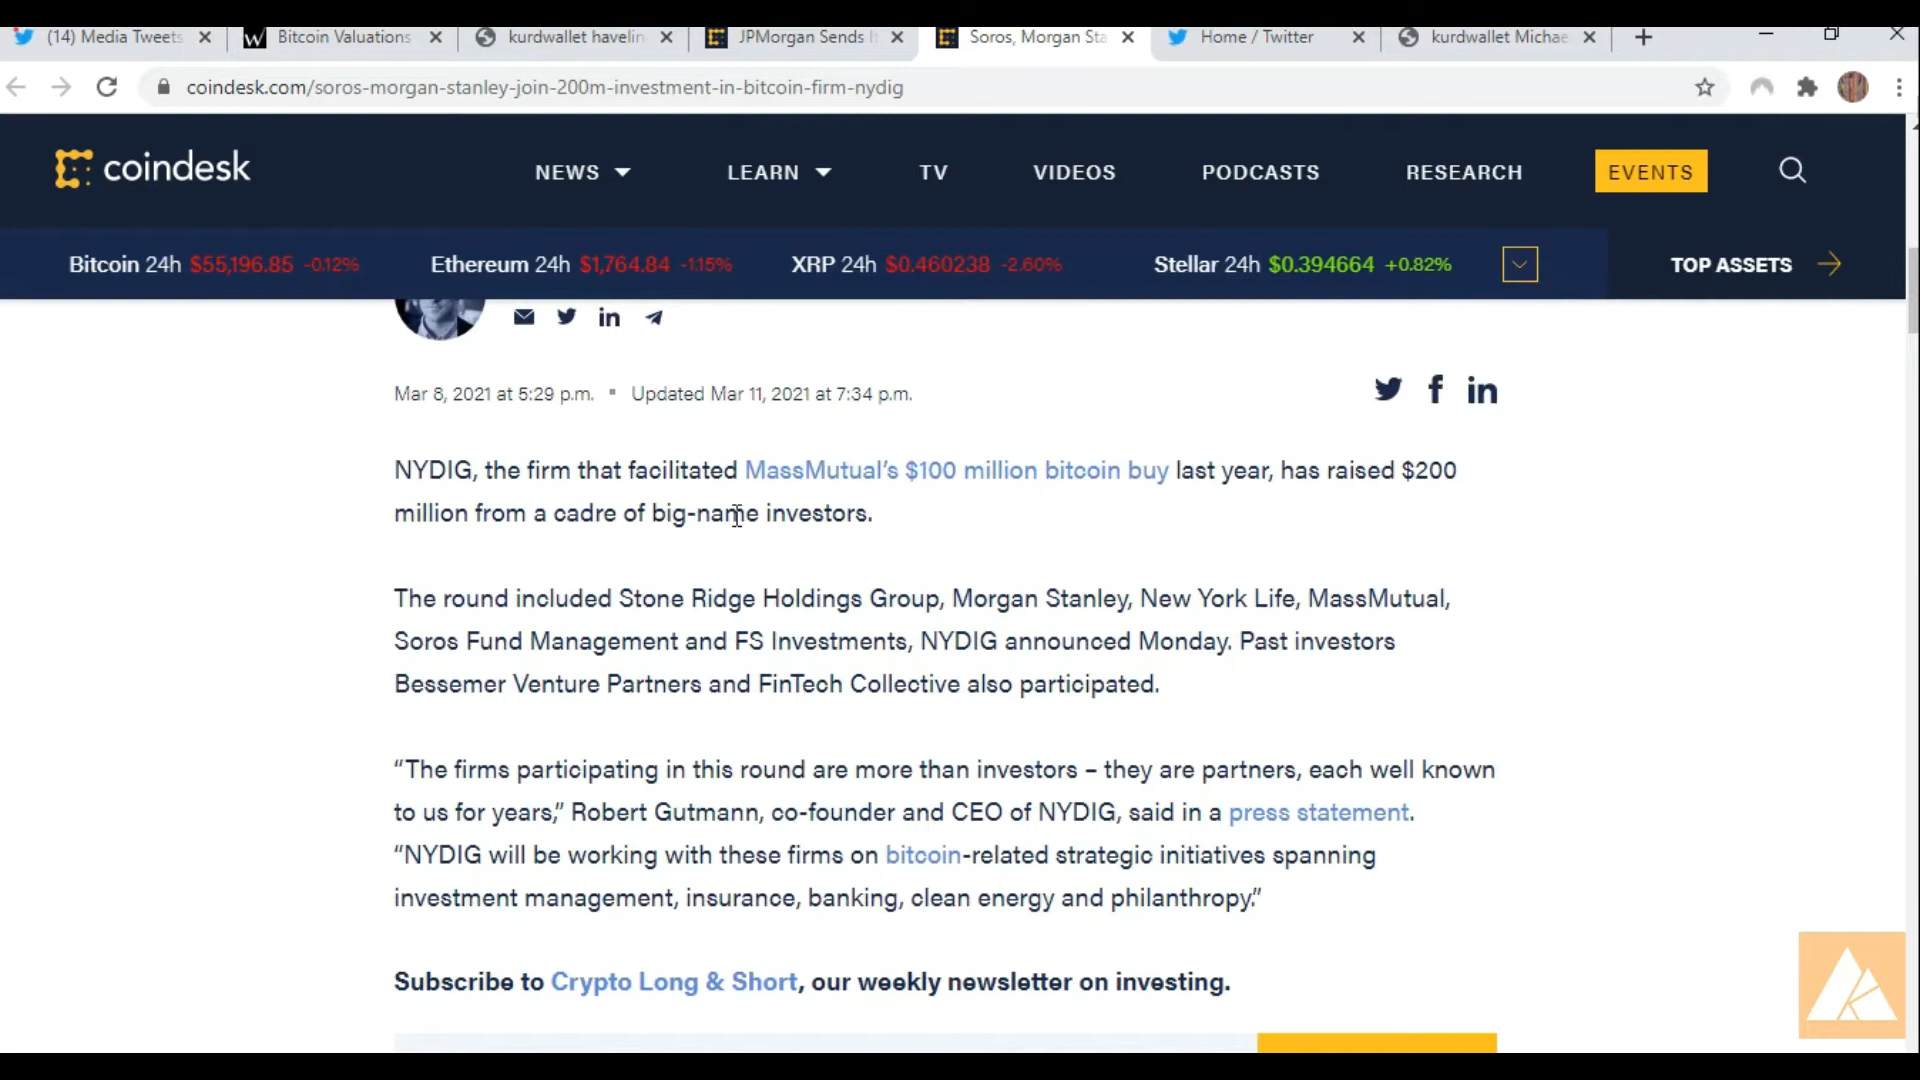 (14) Media Tweets
Bitcoin Valuations
kurdwallet havelin
JPMorgan Sends I
Soros, Morgan Sta
Home / Twitter
kurdwallet Michae
coindesk.com/soros-morgan-stanley-join-200m-investment-in-bitcoin-firm-nydig
coindesk
NEWS
LEARN
TV
VIDEOS
PODCASTS
RESEARCH
EVENTS
Bitcoin 24h $55,196.85 -0.12%
Ethereum 24h $1,764.84 -1.15%
XRP 24h $0.460238 -2.60%
Stellar 24h $0.394664 +0.82%
TOP ASSETS
Mar 8, 2021 at 5:29 p.m. ▪ Updated Mar 11, 2021 at 7:34 p.m.
NYDIG, the firm that facilitated MassMutual’s $100 million bitcoin buy last year, has raised $200
million from a cadre of big-name investors.
The round included Stone Ridge Holdings Group, Morgan Stanley, New York Life, MassMutual,
Soros Fund Management and FS Investments, NYDIG announced Monday. Past investors
Bessemer Venture Partners and FinTech Collective also participated.
“The firms participating in this round are more than investors – they are partners, each well known
to us for years,” Robert Gutmann, co-founder and CEO of NYDIG, said in a press statement.
“NYDIG will be working with these firms on bitcoin-related strategic initiatives spanning
investment management, insurance, banking, clean energy and philanthropy.”
Subscribe to Crypto Long & Short, our weekly newsletter on investing.